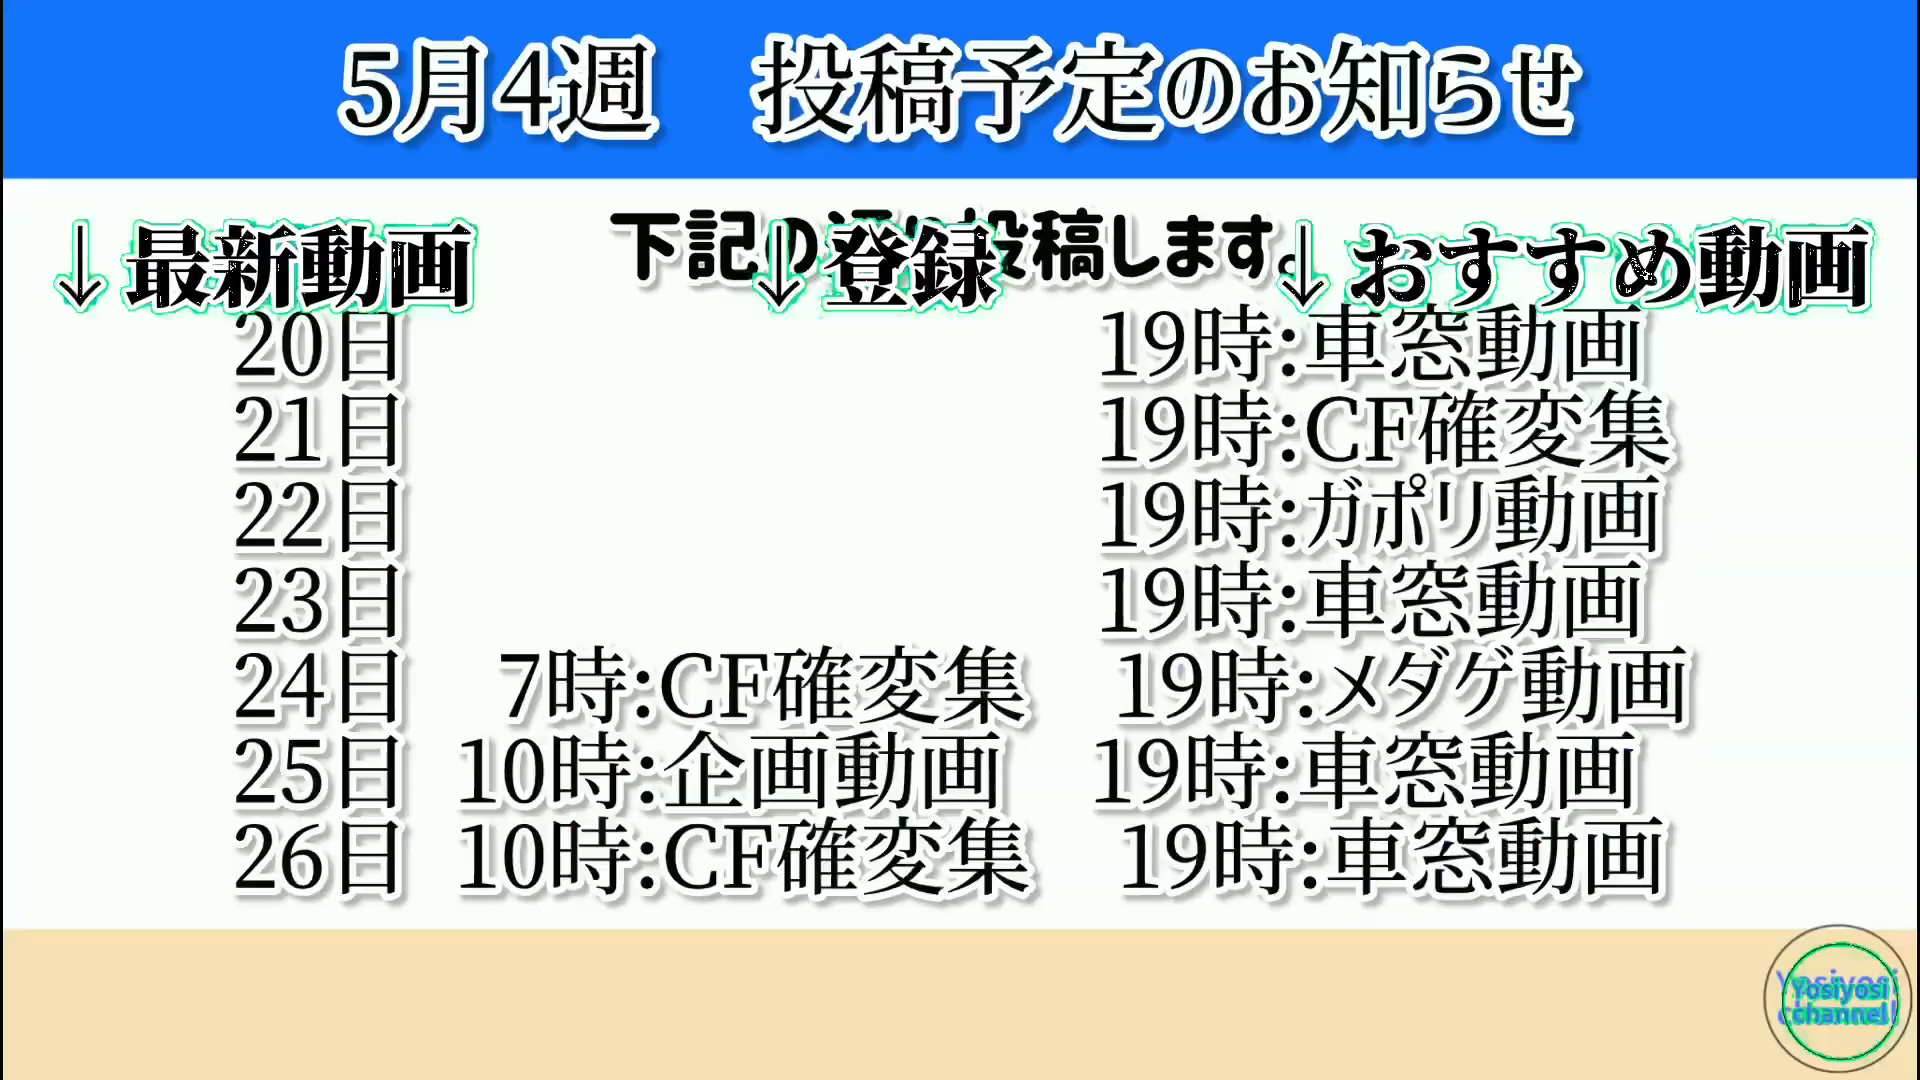 5月4週　投稿予定のお知らせ
下記の通り投稿します。
↓最新動画
↓登録
↓おすすめ動画
20日 19時:車窓動画
21日 19時:CF確変集
22日 19時:ガポリ動画
23日 19時:車窓動画
24日 7時:CF確変集 19時:メダゲ動画
25日 10時:企画動画 19時:車窓動画
26日 10時:CF確変集 19時:車窓動画
Yosiyosi
channel